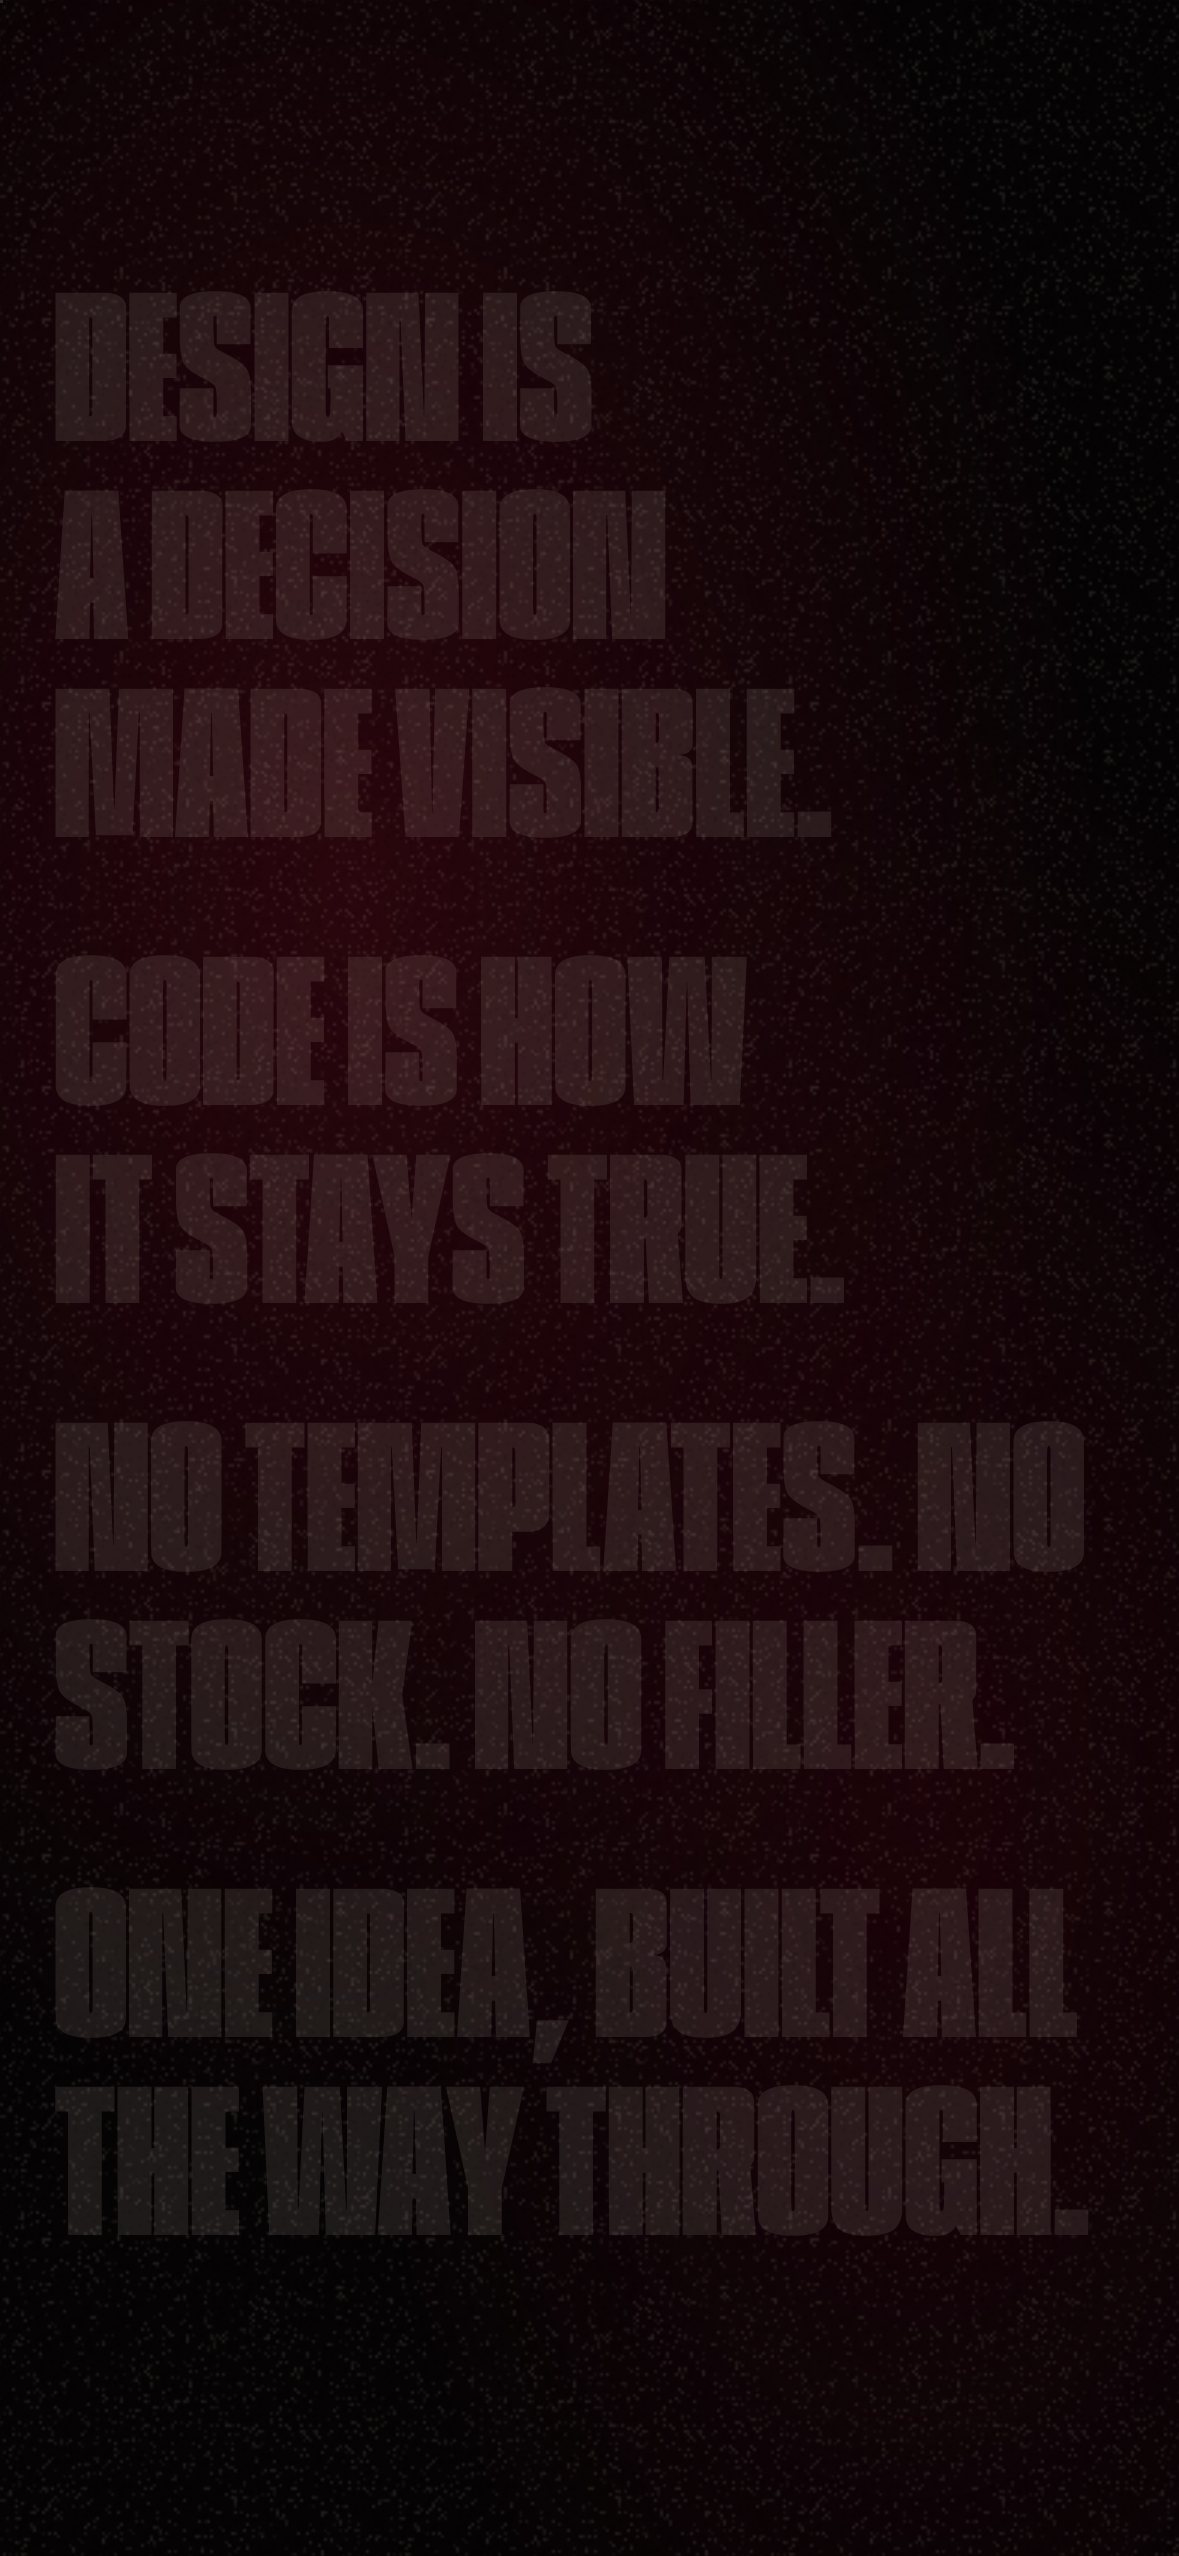 DESIGN IS
A DECISION
MADE VISIBLE.
CODE IS HOW
IT STAYS TRUE.
NO TEMPLATES. NO
STOCK. NO FILLER.
ONE IDEA, BUILT ALL
THE WAY THROUGH.